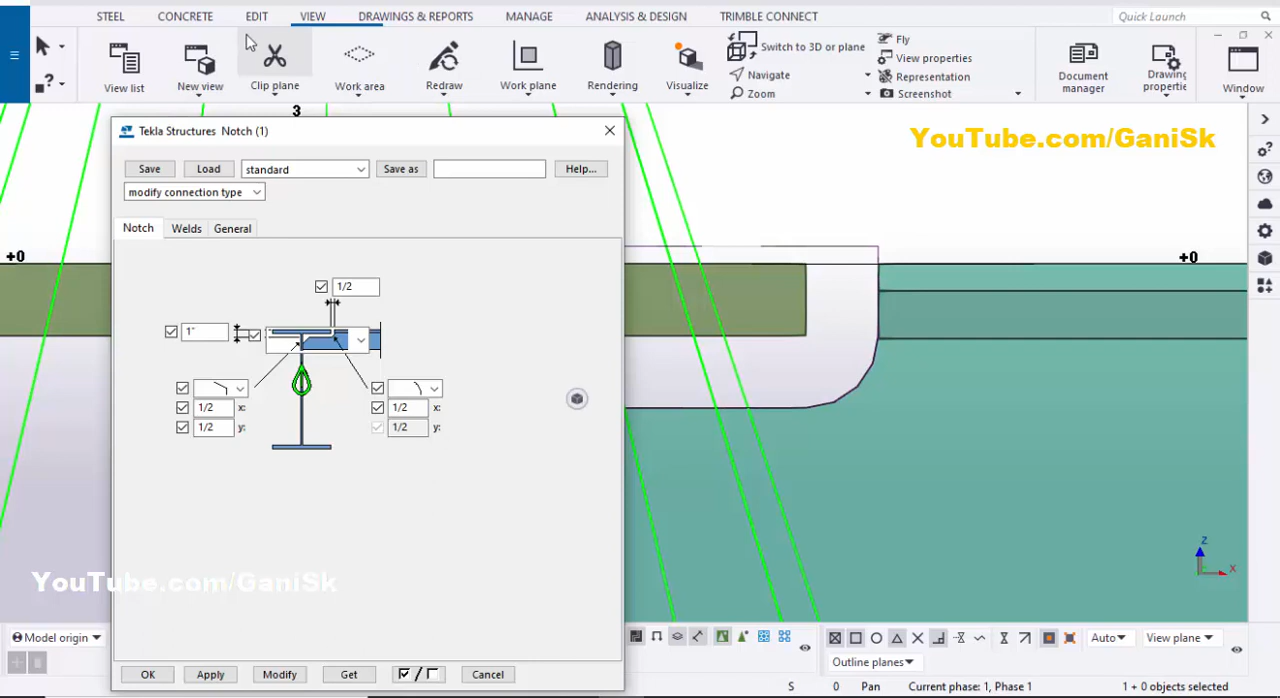 STEEL CONCRETE EDIT VIEW DRAWINGS & REPORTS MANAGE ANALYSIS & DESIGN TRIMBLE CONNECT Quick Launch
View list New view Clip plane Work area Redraw Work plane Rendering Visualize
Switch to 3D or plane
Navigate
Zoom
Fly
View properties
Representation
Screenshot
Document manager
Drawing propertie
Window
3
Tekla Structures Notch (1)
YouTube.com/GaniSk
Save Load standard Save as Help...
modify connection type
Notch Welds General
+0
+0
1/2
1"
1/2 x:
1/2 y:
1/2 x:
1/2 y:
Z
X
YouTube.com/GaniSk
Model origin
Auto View plane
Outline planes
OK Apply Modify Get / Cancel
S 0 Pan Current phase: 1, Phase 1 1 + 0 objects selected